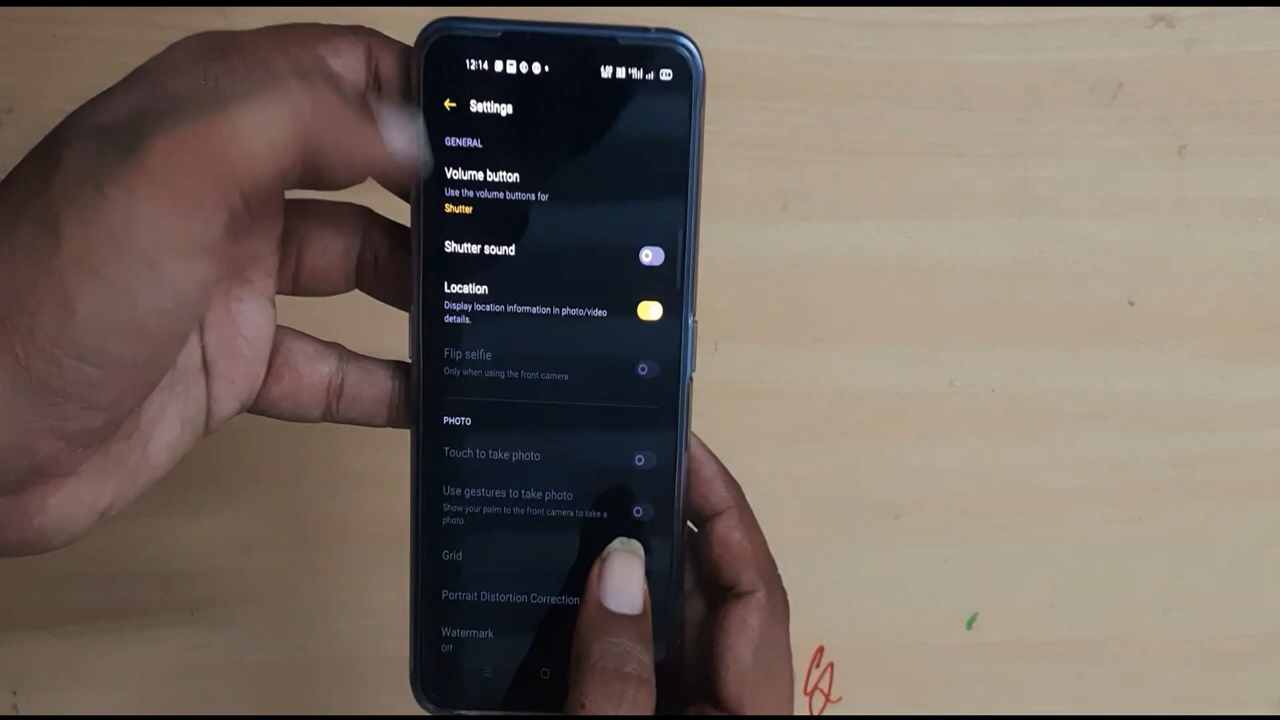 12:14
Settings
GENERAL
Volume button
Use the volume buttons for
Shutter
Shutter sound
Location
Display location information in photo/video
details.
Flip selfie
Only when using the front camera
PHOTO
Touch to take photo
Use gestures to take photo
Show your palm to the front camera to take a
photo.
Grid
Portrait Distortion Correction
Watermark
Off